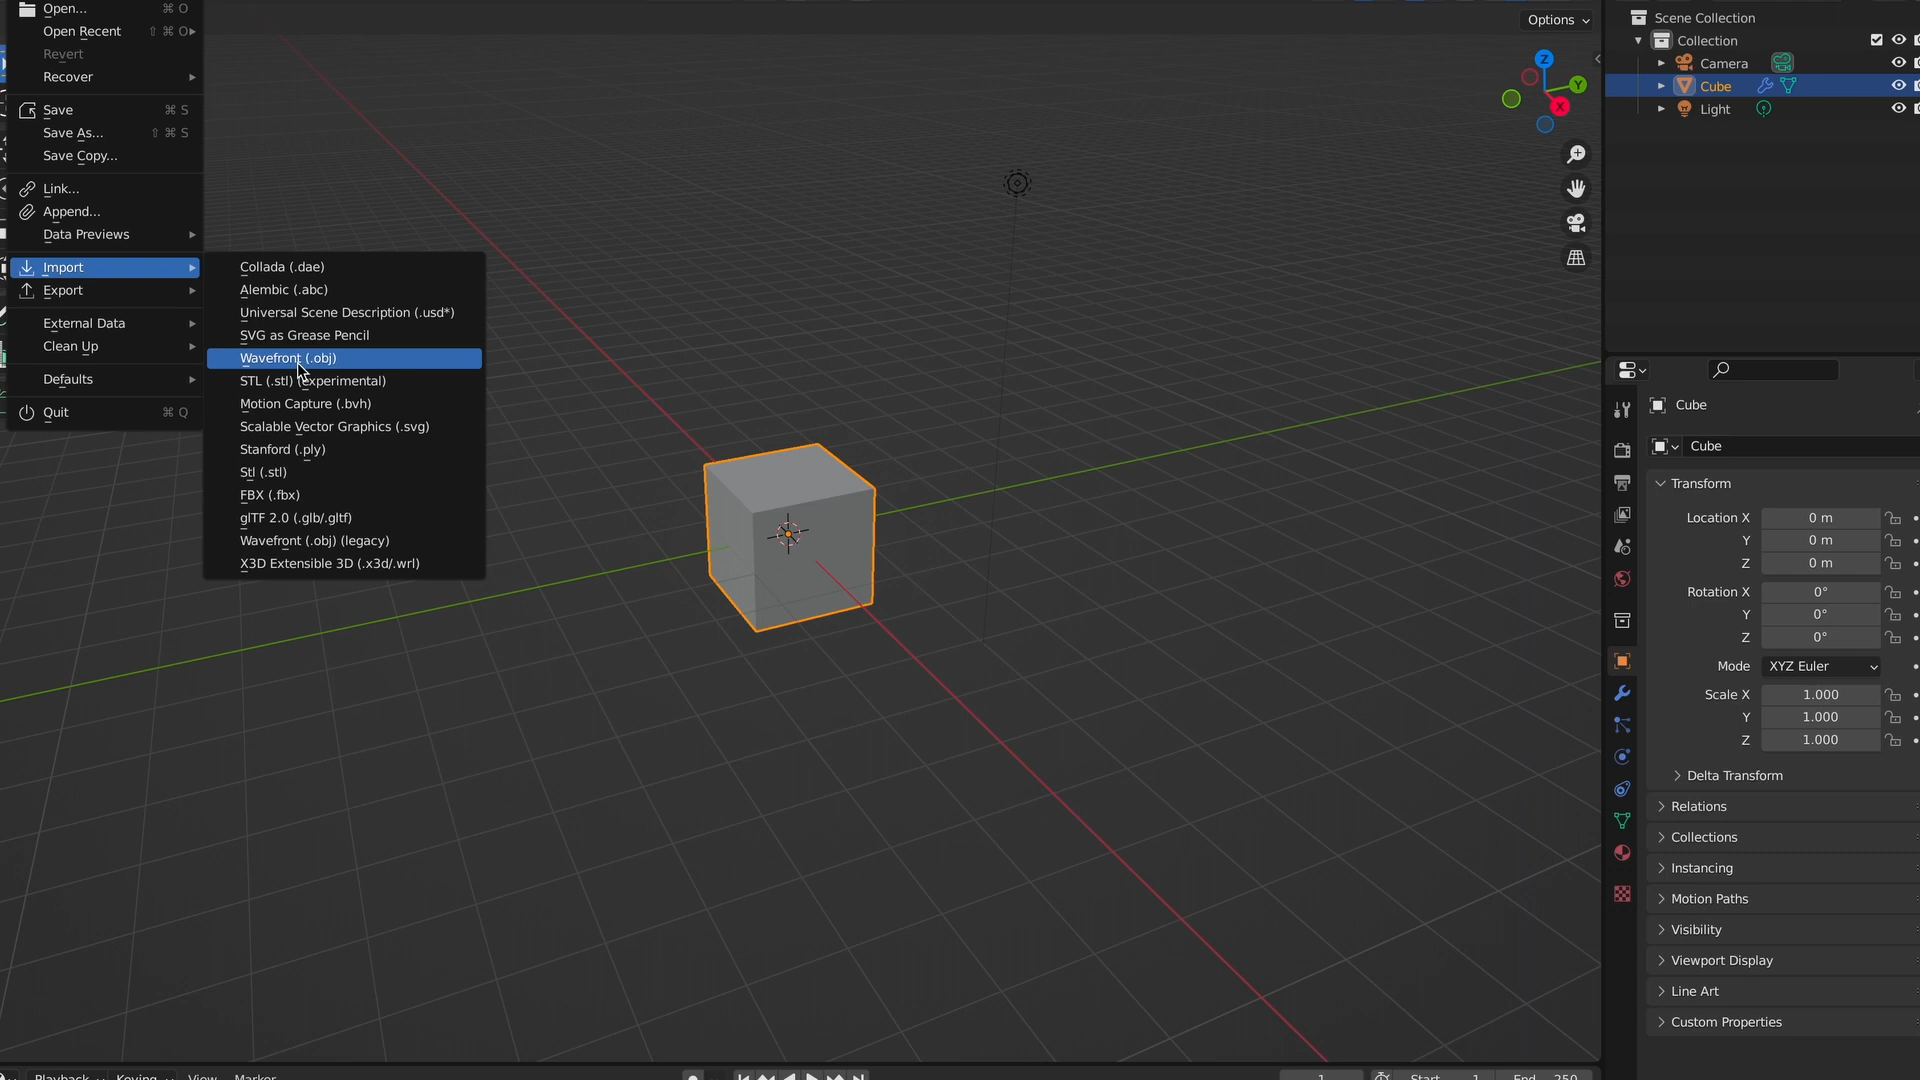 Open... ⌘ O
Open Recent ⇧ ⌘ O
Revert
Recover
Save ⌘ S
Save As... ⇧ ⌘ S
Save Copy...
Link...
Append...
Data Previews
Import
Export
External Data
Clean Up
Defaults
Quit ⌘ Q
Collada (.dae)
Alembic (.abc)
Universal Scene Description (.usd*)
SVG as Grease Pencil
Wavefront (.obj)
STL (.stl) (experimental)
Motion Capture (.bvh)
Scalable Vector Graphics (.svg)
Stanford (.ply)
Stl (.stl)
FBX (.fbx)
glTF 2.0 (.glb/.gltf)
Wavefront (.obj) (legacy)
X3D Extensible 3D (.x3d/.wrl)
Options
Z
Y
X
Scene Collection
Collection
Camera
Cube
Light
Cube
Cube
Transform
Location X 0 m
Y 0 m
Z 0 m
Rotation X 0°
Y 0°
Z 0°
Mode XYZ Euler
Scale X 1.000
Y 1.000
Z 1.000
Delta Transform
Relations
Collections
Instancing
Motion Paths
Visibility
Viewport Display
Line Art
Custom Properties
Playback Keying View Marker 1 Start 1 End 250